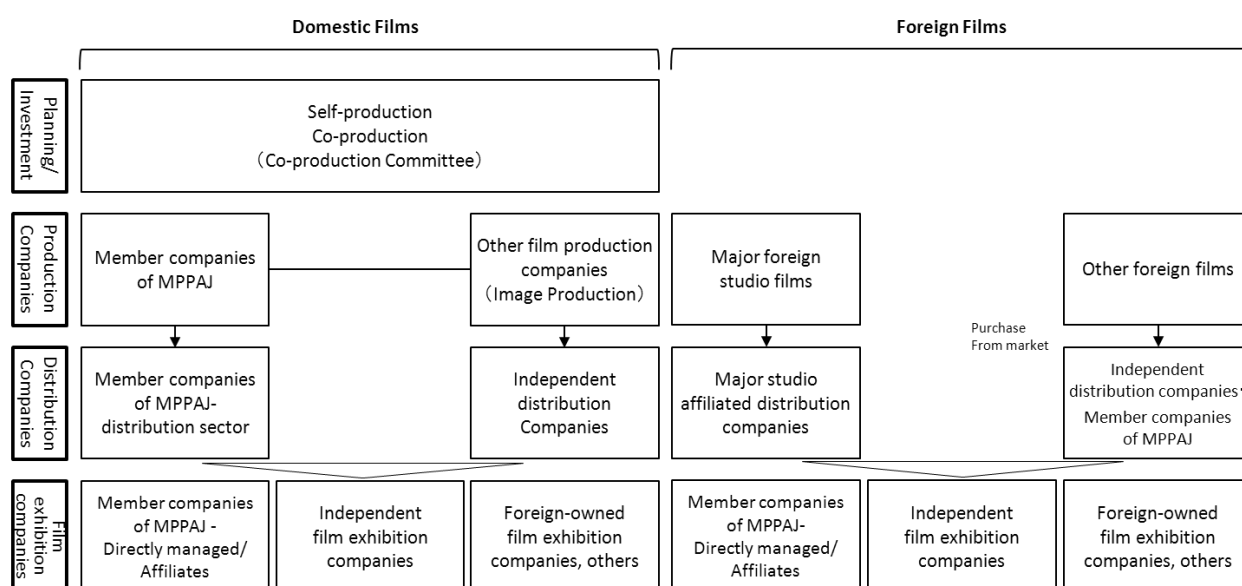 Domestic Films
Foreign Films
Planning/
Investment
Self-production
Co-production
（Co-production Committee）
Production
Companies
Member companies
of MPPAJ
Other film production
companies
（Image Production）
Major foreign
studio films
Other foreign films
Purchase
From market
Distribution
Companies
Member companies
of MPPAJ-
distribution sector
Independent
distribution
Companies
Major studio
affiliated distribution
companies
Independent
distribution companies・
Member companies
of MPPAJ
Film
exhibition
companies
Member companies
of MPPAJ -
Directly managed/
Affiliates
Independent
film exhibition
companies
Foreign-owned
film exhibition
companies, others
Member companies
of MPPAJ-
Directly managed/
Affiliates
Independent
film exhibition
companies
Foreign-owned
film exhibition
companies, others